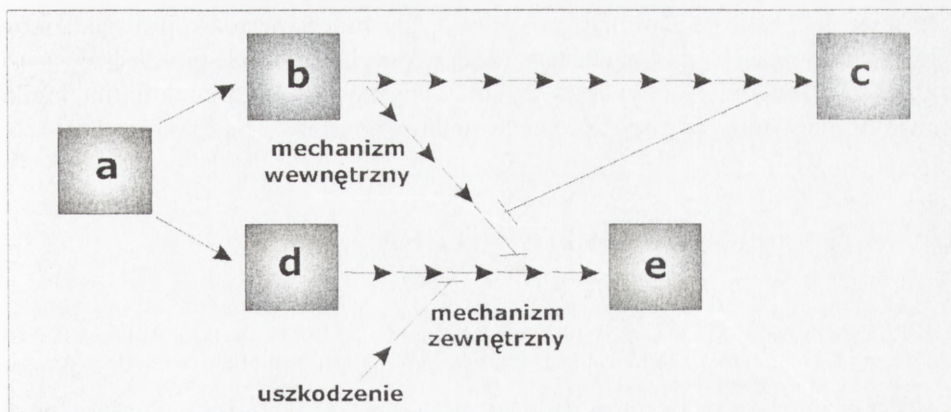 b
c
mechanizm
wewnętrzny
a
d
e
mechanizm
zewnętrzny
uszkodzenie